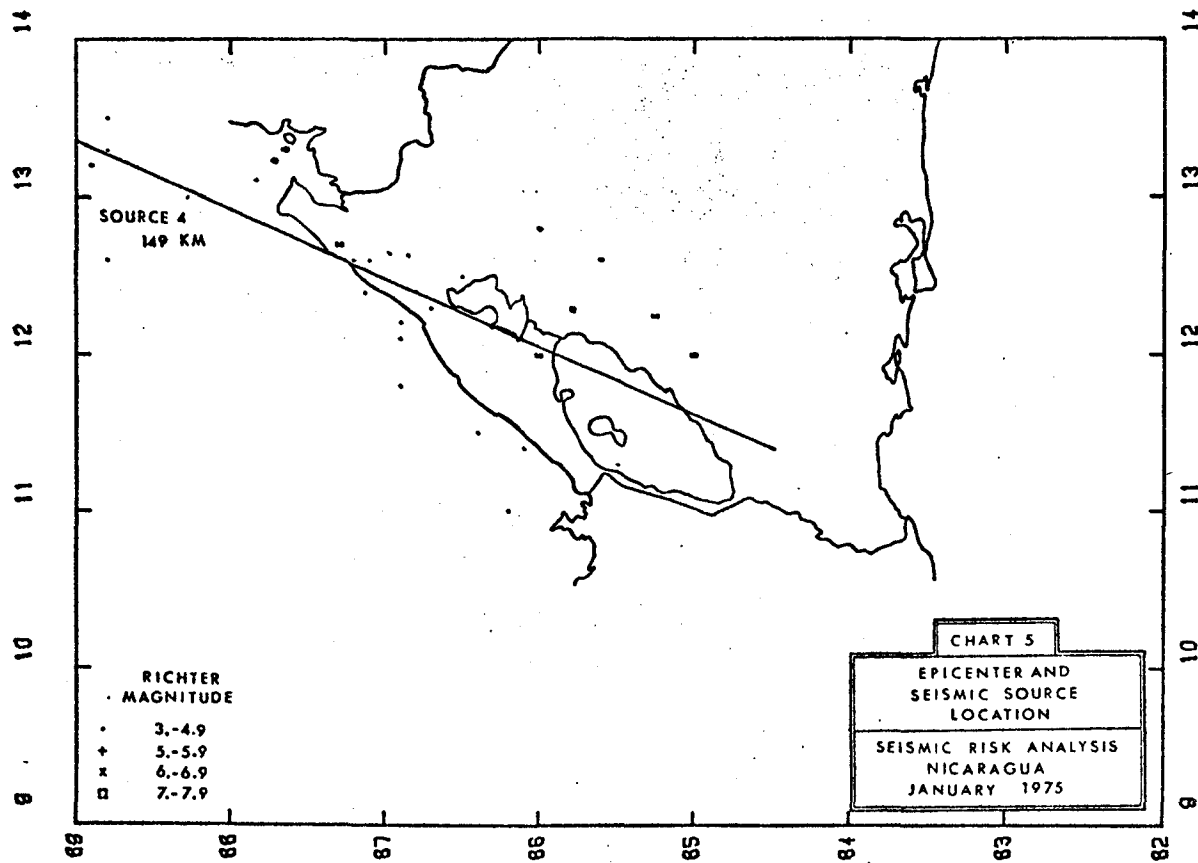 14
14
13
13
12
12
11
11
10
10
9
9
SOURCE 4
149 KM
RICHTER
MAGNITUDE
3.-4.9
+ 5.-5.9
x 6.-6.9
¤ 7.-7.9
CHART 5
EPICENTER AND
SEISMIC SOURCE
LOCATION
SEISMIC RISK ANALYSIS
NICARAGUA
JANUARY 1975
89
88
87
86
85
84
83
82